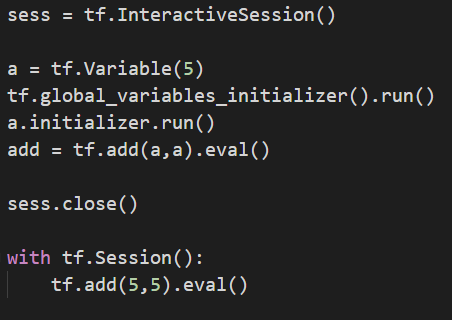 sess = tf.InteractiveSession()
a = tf.Variable(5)
tf.global_variables_initializer().run()
a.initializer.run()
add = tf.add(a,a).eval()
sess.close()
with tf.Session():
    tf.add(5,5).eval()